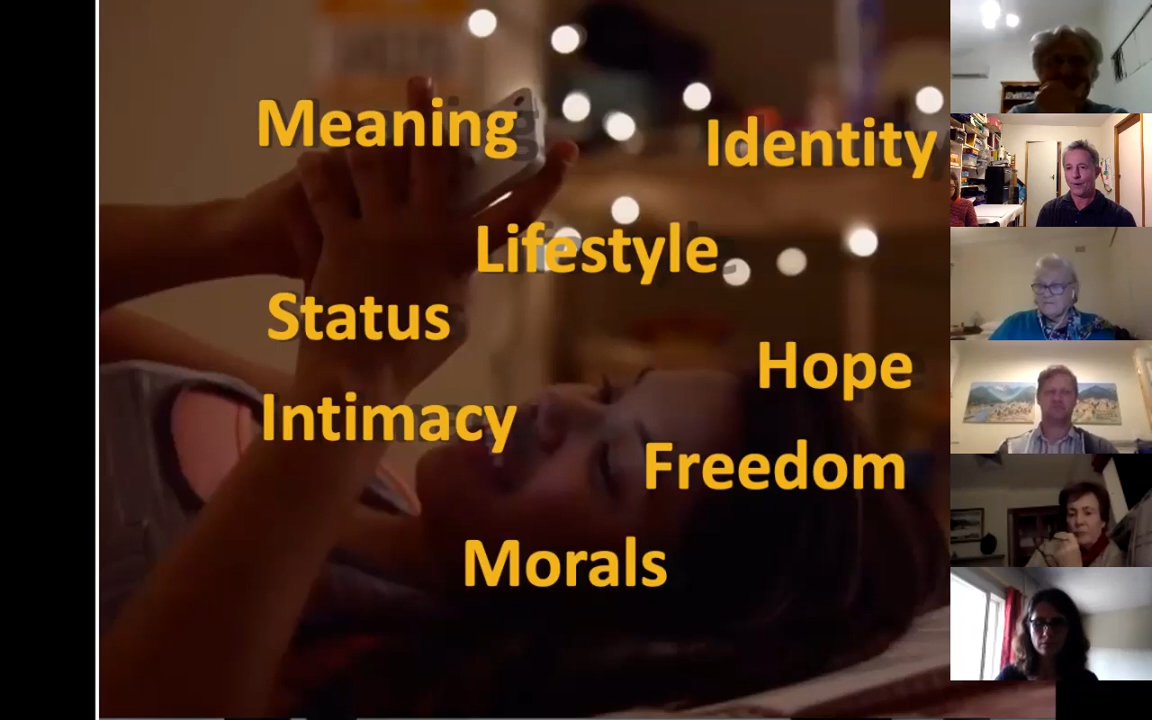 Meaning
Identity
Lifestyle
Status
Hope
Intimacy
Freedom
Morals